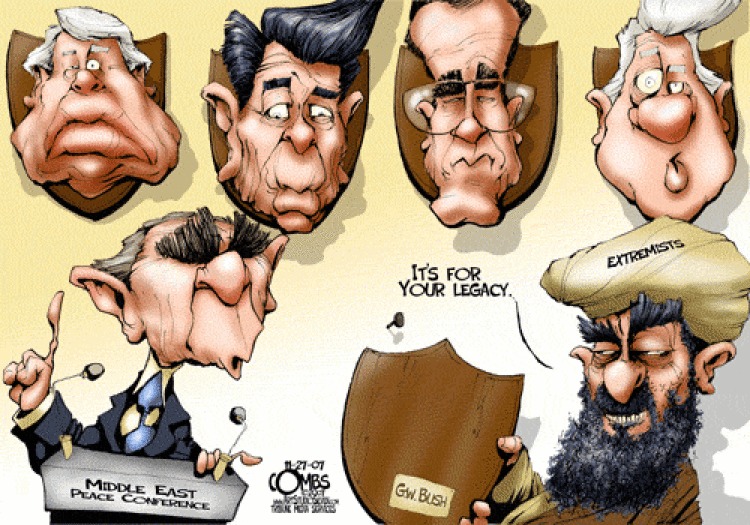 EXTREMISTS
IT'S FOR
YOUR LEGACY.
MIDDLE EAST
PEACE CONFERENCE
11-27-07
COMBS
TRIBUNE MEDIA SERVICES
G.W. BUSH